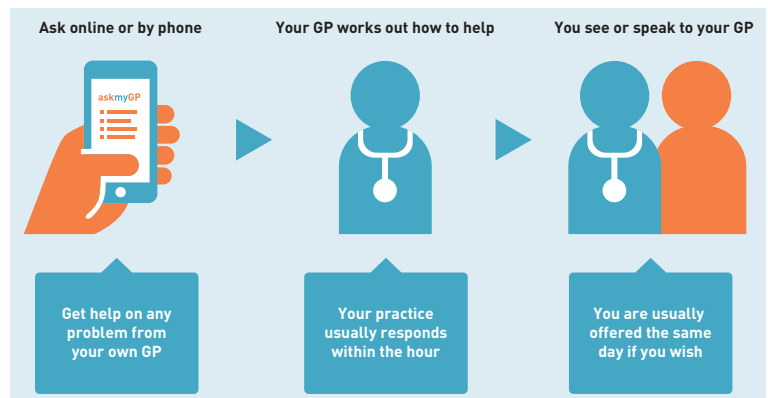 Ask online or by phone
Your GP works out how to help
You see or speak to your GP
askmyGP
Get help on any
problem from
your own GP
Your practice
usually responds
within the hour
You are usually
offered the same
day if you wish